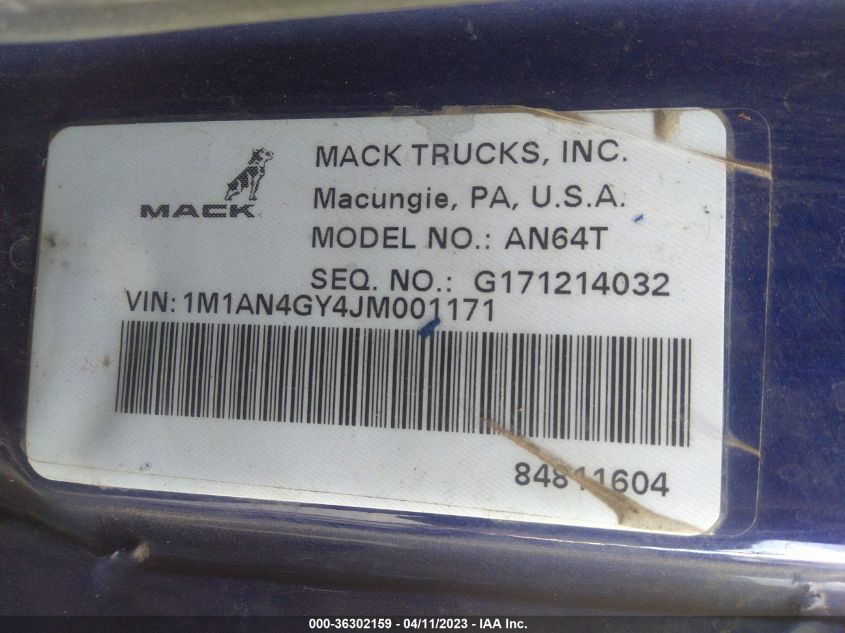 MACK TRUCKS, INC.
MACK
Macungie, PA, U.S.A.
MODEL NO.: AN64T
SEQ. NO.: G171214032
VIN: 1M1AN4GY4JM001171
84811604
000-36302159 - 04/11/2023 - IAA Inc.